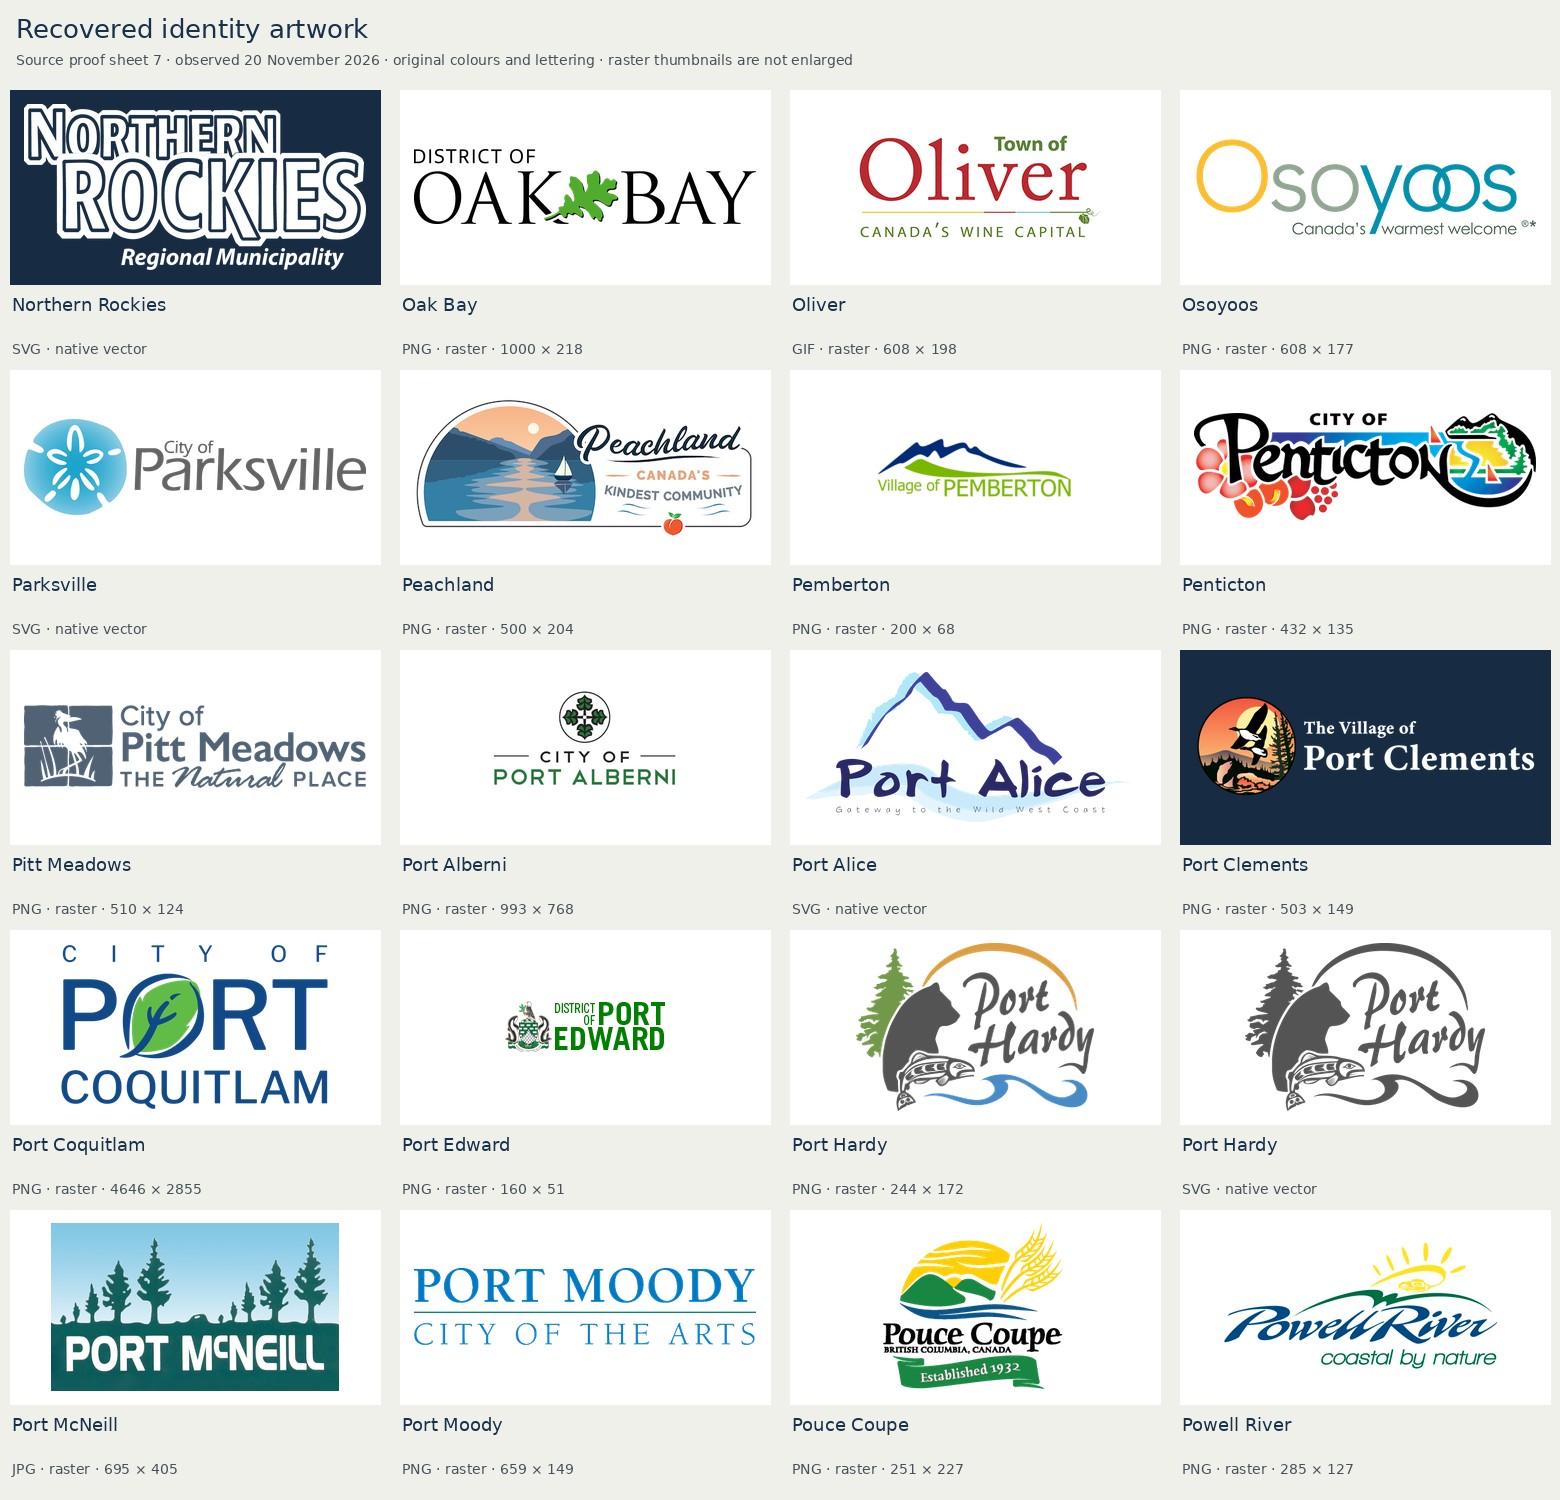 Recovered identity artwork
Source proof sheet 7 · observed 20 November 2026 · original colours and lettering · raster thumbnails are not enlarged
NORTHERN
ROCKIES
Regional Municipality
Northern Rockies
SVG · native vector
DISTRICT OF
OAK BAY
Oak Bay
PNG · raster · 1000 × 218
Town of
Oliver
CANADA'S WINE CAPITAL
Oliver
GIF · raster · 608 × 198
Osoyoos
Canada's warmest welcome ®*
Osoyoos
PNG · raster · 608 × 177
City of
Parksville
Parksville
SVG · native vector
Peachland
CANADA'S
KINDEST COMMUNITY
Peachland
PNG · raster · 500 × 204
Village of PEMBERTON
Pemberton
PNG · raster · 200 × 68
CITY OF
Penticton
Penticton
PNG · raster · 432 × 135
City of
Pitt Meadows
THE Natural PLACE
Pitt Meadows
PNG · raster · 510 × 124
CITY OF
PORT ALBERNI
Port Alberni
PNG · raster · 993 × 768
Port Alice
Gateway to the Wild West Coast
Port Alice
SVG · native vector
The Village of
Port Clements
Port Clements
PNG · raster · 503 × 149
CITY OF
PORT
COQUITLAM
Port Coquitlam
PNG · raster · 4646 × 2855
DISTRICT OF PORT
EDWARD
Port Edward
PNG · raster · 160 × 51
Port
Hardy
Port Hardy
PNG · raster · 244 × 172
Port
Hardy
Port Hardy
SVG · native vector
PORT McNEILL
Port McNeill
JPG · raster · 695 × 405
PORT MOODY
CITY OF THE ARTS
Port Moody
PNG · raster · 659 × 149
Pouce Coupe
BRITISH COLUMBIA, CANADA
Established 1932
Pouce Coupe
PNG · raster · 251 × 227
Powell River
coastal by nature
Powell River
PNG · raster · 285 × 127